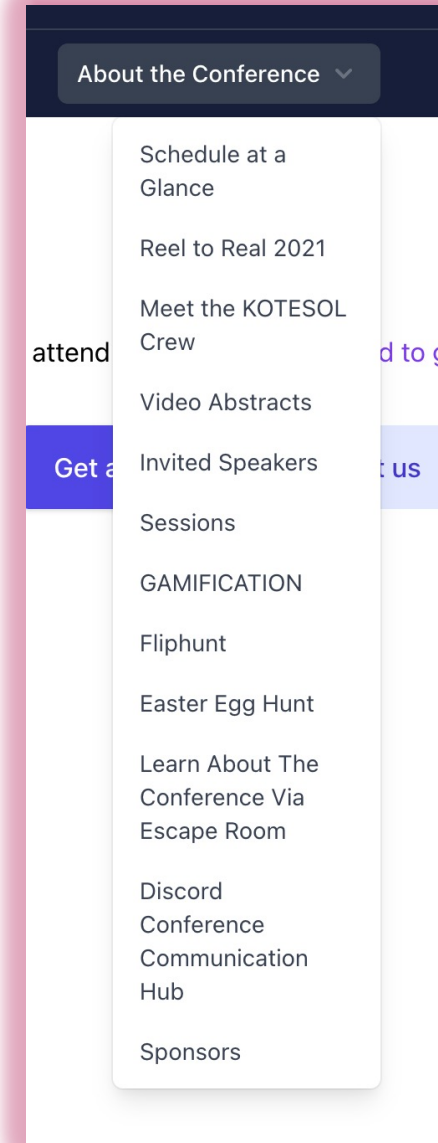 About the Conference
Schedule at a
Glance
Reel to Real 2021
Meet the KOTESOL
Crew
attend
d to g
Video Abstracts
Get a
Invited Speakers
t us
Sessions
GAMIFICATION
Fliphunt
Easter Egg Hunt
Learn About The
Conference Via
Escape Room
Discord
Conference
Communication
Hub
Sponsors